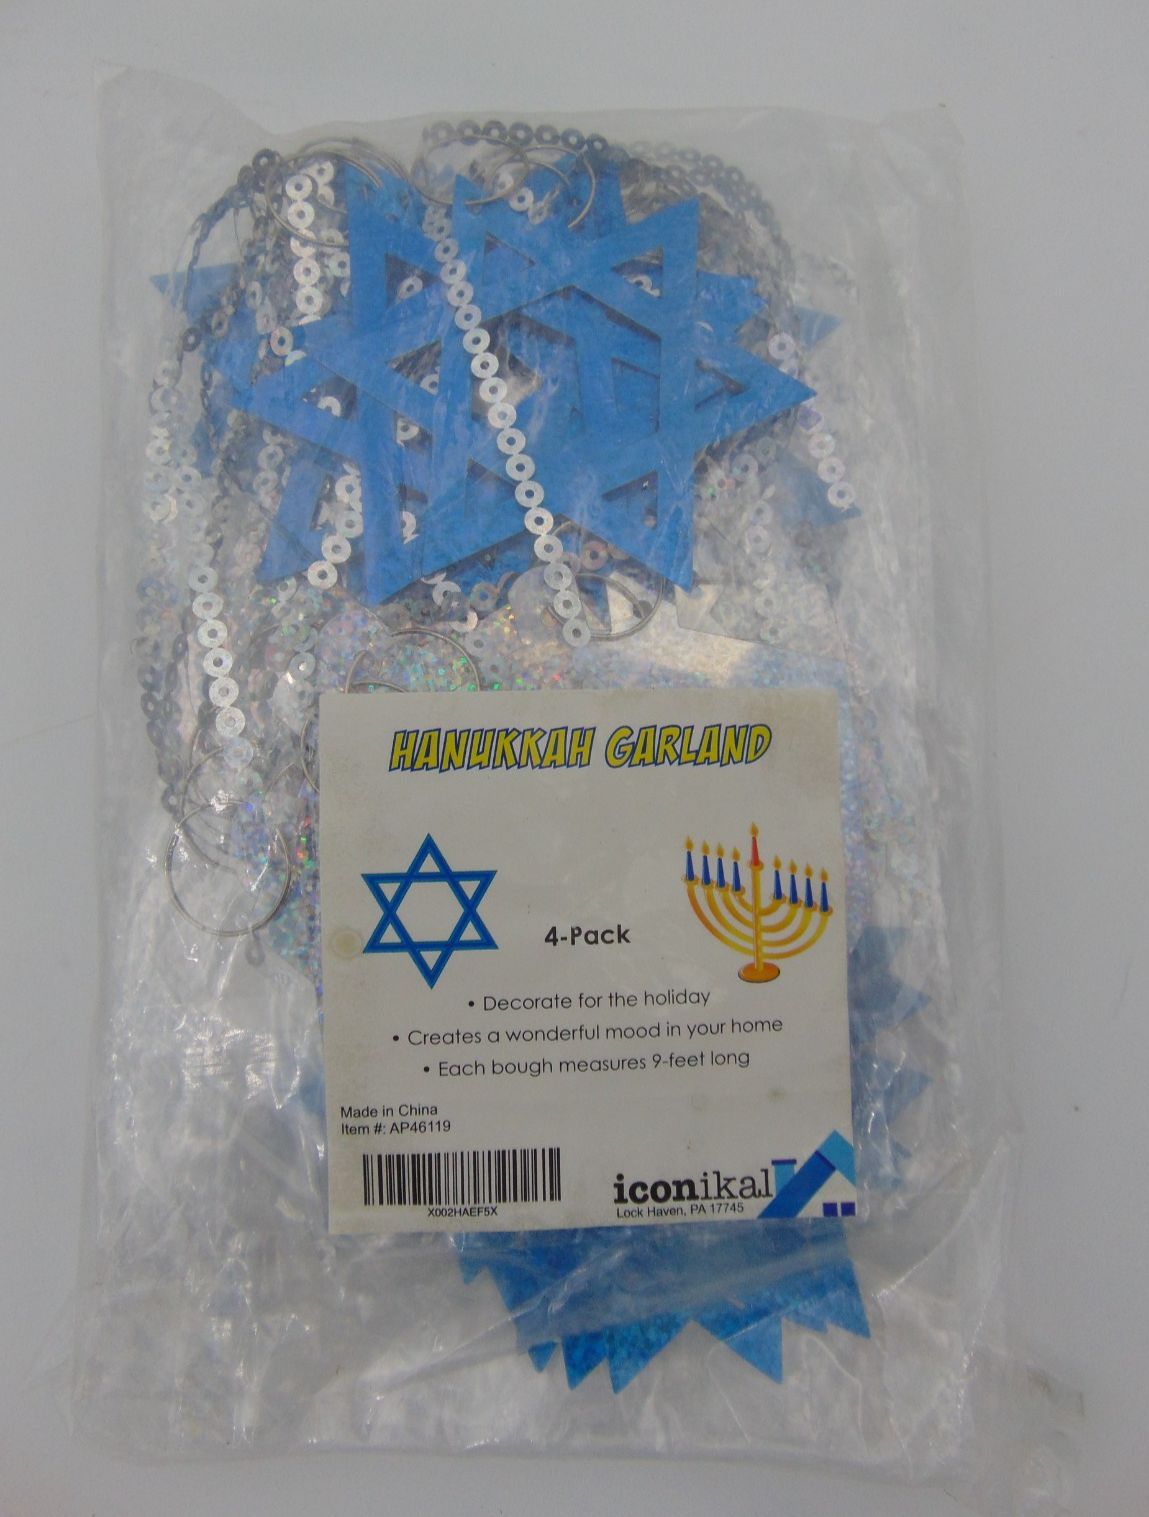 HANUKKAH GARLAND
4-Pack
• Decorate for the holiday
• Creates a wonderful mood in your home
• Each bough measures 9-feet long
Made in China
Item #: AP46119
X002HAEF5X
iconikal
Lock Haven, PA 17745